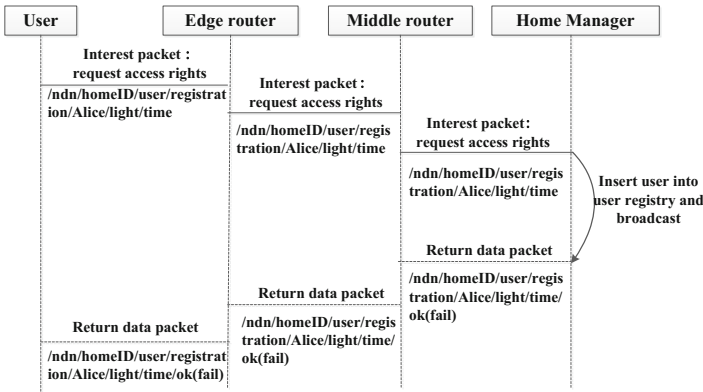 User
Edge router
Middle router
Home Manager
Interest packet：
request access rights
/ndn/homeID/user/registrat
ion/Alice/light/time
Interest packet：
request access rights
/ndn/homeID/user/regis
tration/Alice/light/time
Interest packet：
request access rights
/ndn/homeID/user/regis
tration/Alice/light/time
Insert user into
user registry and
broadcast
Return data packet
/ndn/homeID/user/regis
tration/Alice/light/time/
ok(fail)
Return data packet
/ndn/homeID/user/regis
tration/Alice/light/time/
ok(fail)
Return data packet
/ndn/homeID/user/registrat
ion/Alice/light/time/ok(fail)